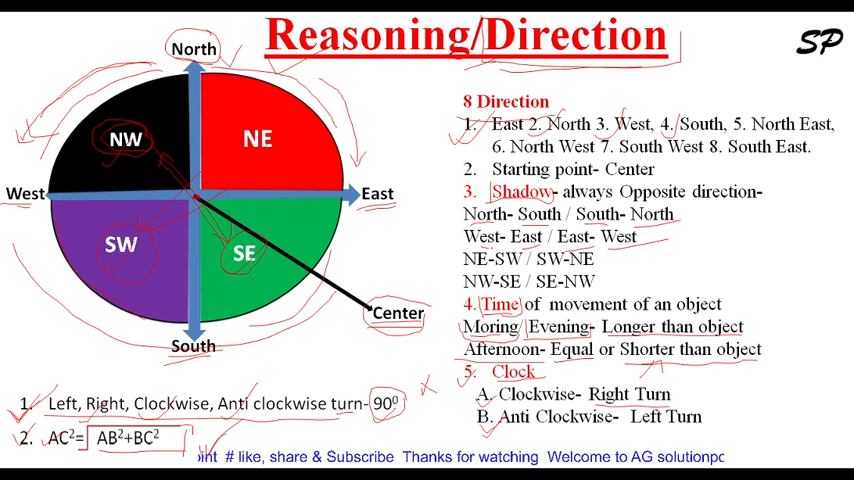 Reasoning/Direction
SP
North
NW
NE
West
East
SW
SE
Center
South
8 Direction
1. East 2. North 3. West, 4. South, 5. North East,
6. North West 7. South West 8. South East.
2. Starting point- Center
3. Shadow- always Opposite direction-
North- South / South- North
West- East / East- West
NE-SW / SW-NE
NW-SE / SE-NW
4. Time of movement of an object
Moring/ Evening- Longer than object
Afternoon- Equal or Shorter than object
5. Clock
A. Clockwise- Right Turn
B. Anti Clockwise- Left Turn
1. Left, Right, Clockwise, Anti clockwise turn- 90⁰
2. AC²= AB²+BC²
oint # like, share & Subscribe Thanks for watching Welcome to AG solutionpo